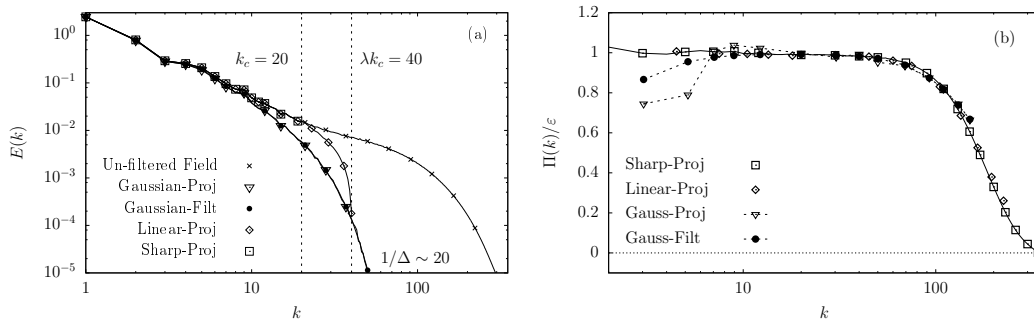 (a)
k_c = 20
λk_c = 40
E(k)
10^0
10^-1
10^-2
10^-3
10^-4
10^-5
Un-filtered Field
Gaussian-Proj
Gaussian-Filt
Linear-Proj
Sharp-Proj
1/Δ ∼ 20
1
10
100
k
(b)
Π(k)/ε
1.2
1
0.8
0.6
0.4
0.2
0
Sharp-Proj
Linear-Proj
Gauss-Proj
Gauss-Filt
10
100
k